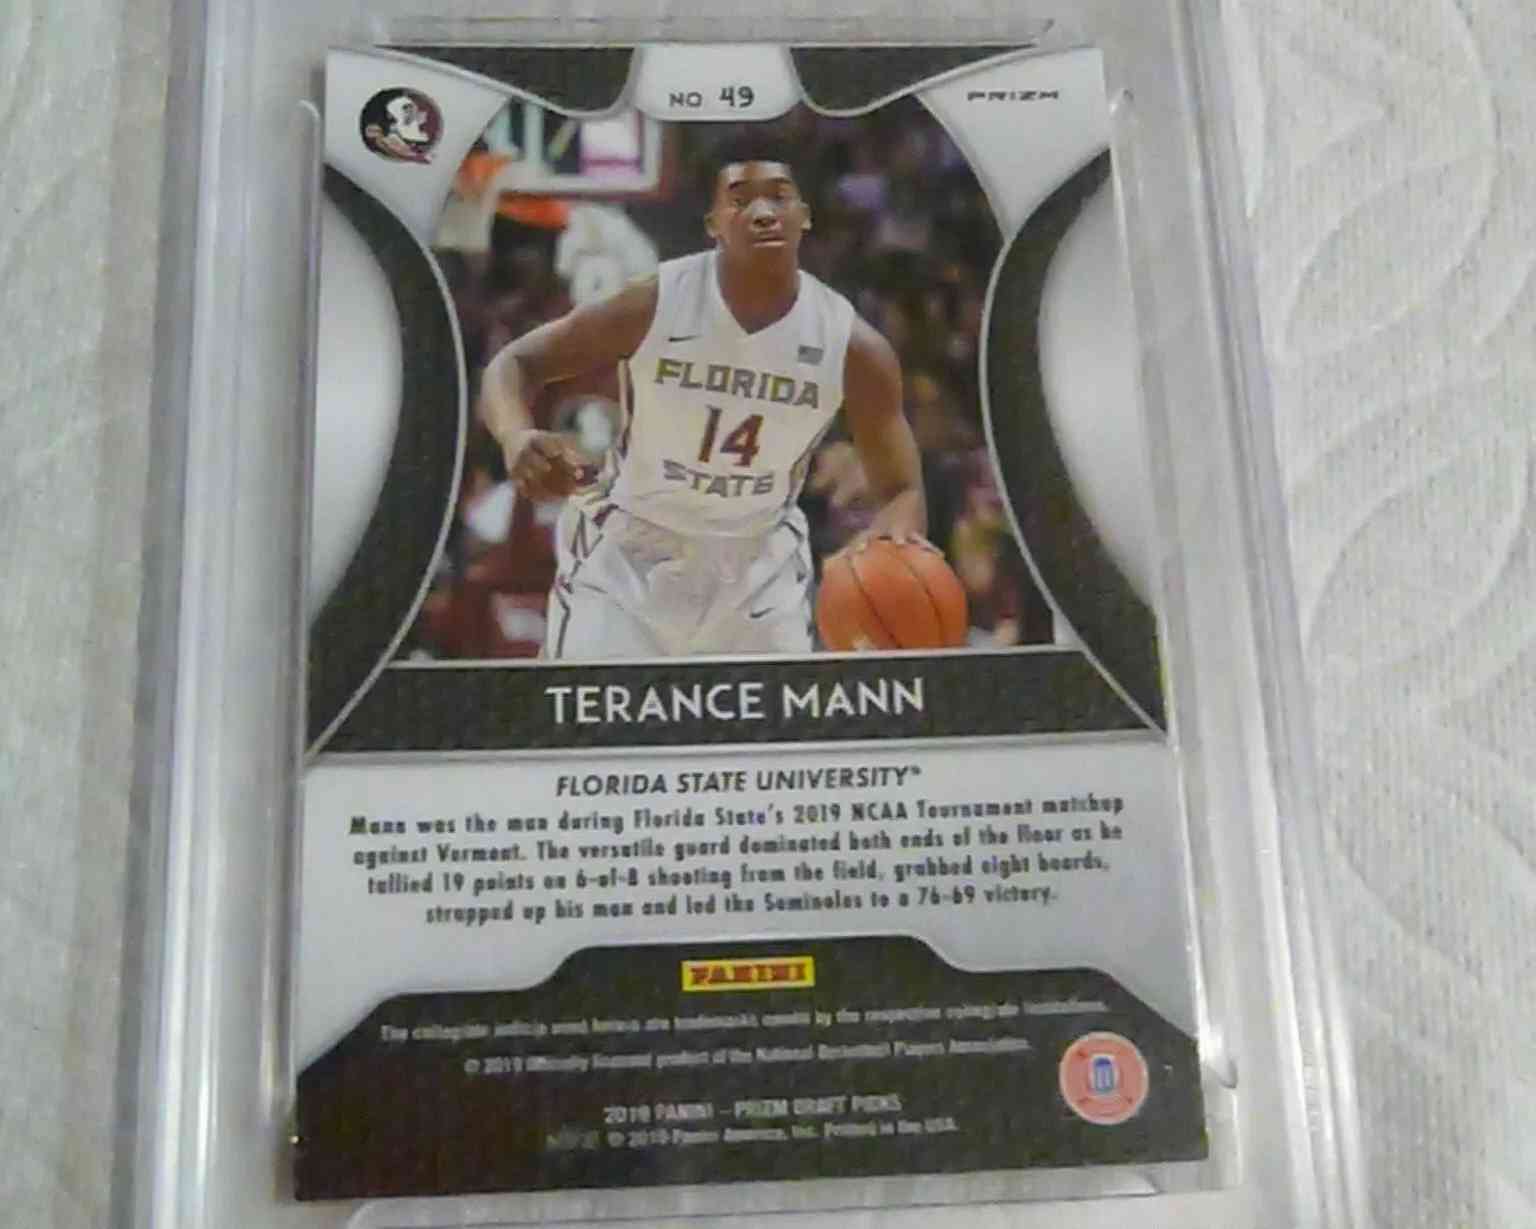 NO 49
PRIZM
FLORIDA
14
STATE
TERANCE MANN
FLORIDA STATE UNIVERSITY™
Mann was the man during Florida State's 2019 NCAA Tournament matchup
against Vermont. The versatile guard dominated both ends of the floor as he
tallied 19 points on 6-of-8 shooting from the field, grabbed eight boards,
strapped up his man and led the Seminoles to a 76-69 victory.
PANINI
The collegiate indicia used herein are trademarks owned by the respective collegiate institutions.
© 2019 Officially licensed product of the National Basketball Players Association.
2019 PANINI - PRIZM DRAFT PICKS
© 2019 Panini America, Inc. Printed in the USA.